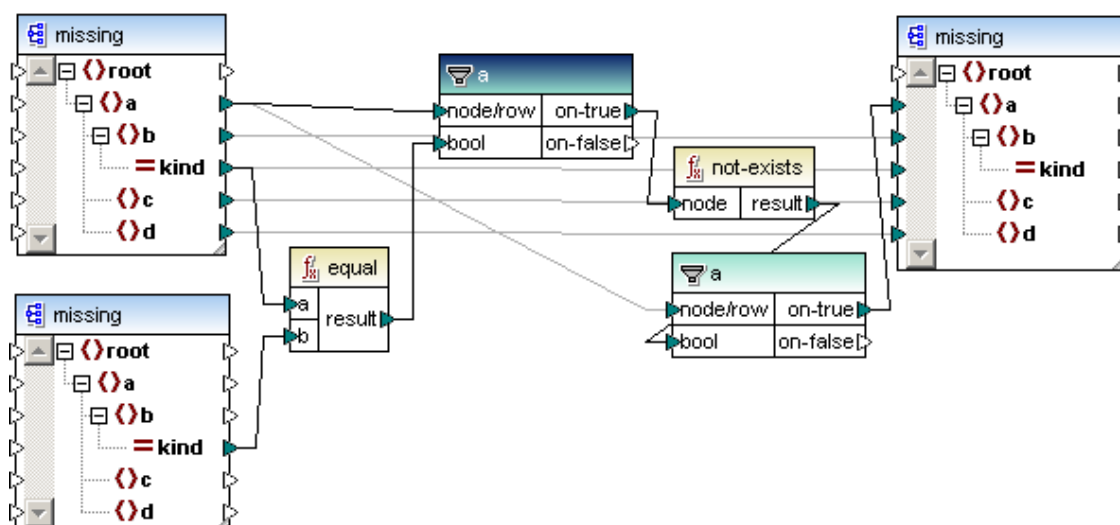 missing
root
a
b
kind
c
d
missing
root
a
b
kind
c
d
equal
a
result
b
a
node/row on-true
bool on-false
not-exists
node result
a
node/row on-true
bool on-false
missing
root
a
b
kind
c
d